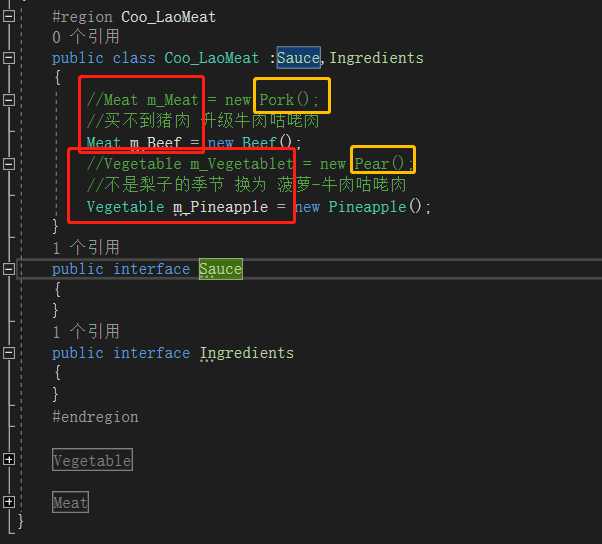 #region Coo_LaoMeat
0 个引用
public class Coo_LaoMeat :Sauce,Ingredients
{
//Meat m_Meat = new Pork();
//买不到猪肉 升级牛肉咕咾肉
Meat m_Beef = new Beef();
//Vegetable m_Vegetablet = new Pear();
//不是梨子的季节 换为 菠萝-牛肉咕咾肉
Vegetable m_Pineapple = new Pineapple();
}
1 个引用
public interface Sauce
{
}
1 个引用
public interface Ingredients
{
}
#endregion
Vegetable
Meat
}